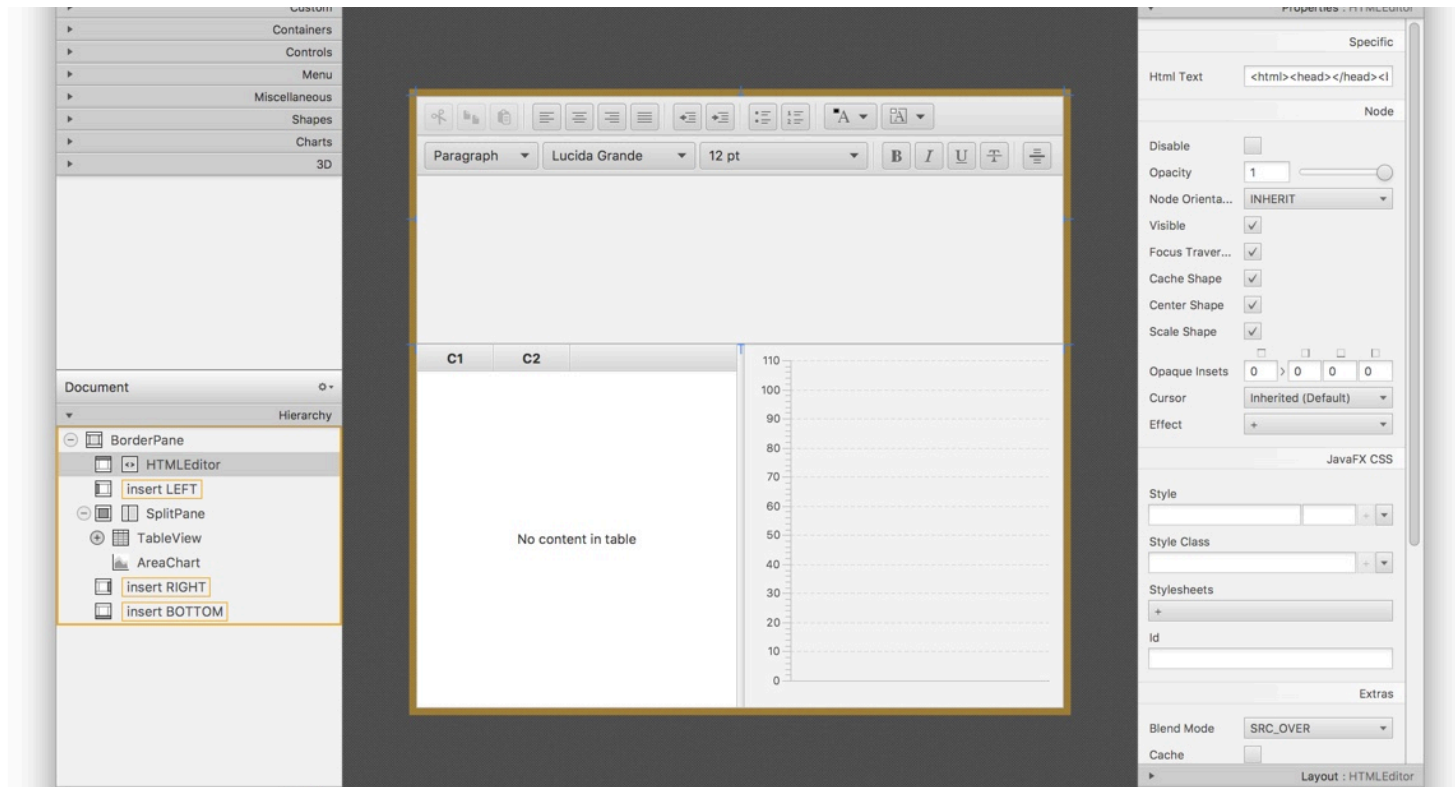 Custom
Containers
Controls
Menu
Miscellaneous
Shapes
Charts
3D
Document
Hierarchy
BorderPane
HTMLEditor
insert LEFT
SplitPane
TableView
AreaChart
insert RIGHT
insert BOTTOM
A A
Paragraph Lucida Grande 12 pt B I U T
C1 C2
No content in table
110
100
90
80
70
60
50
40
30
20
10
0
Properties : HTMLEditor
Specific
Html Text <html><head></head><
Node
Disable
Opacity 1
Node Orienta... INHERIT
Visible
Focus Traver...
Cache Shape
Center Shape
Scale Shape
Opaque Insets 0 > 0 0 0
Cursor Inherited (Default)
Effect +
JavaFX CSS
Style
+
Style Class
+
Stylesheets
+
Id
Extras
Blend Mode SRC_OVER
Cache
Layout : HTMLEditor